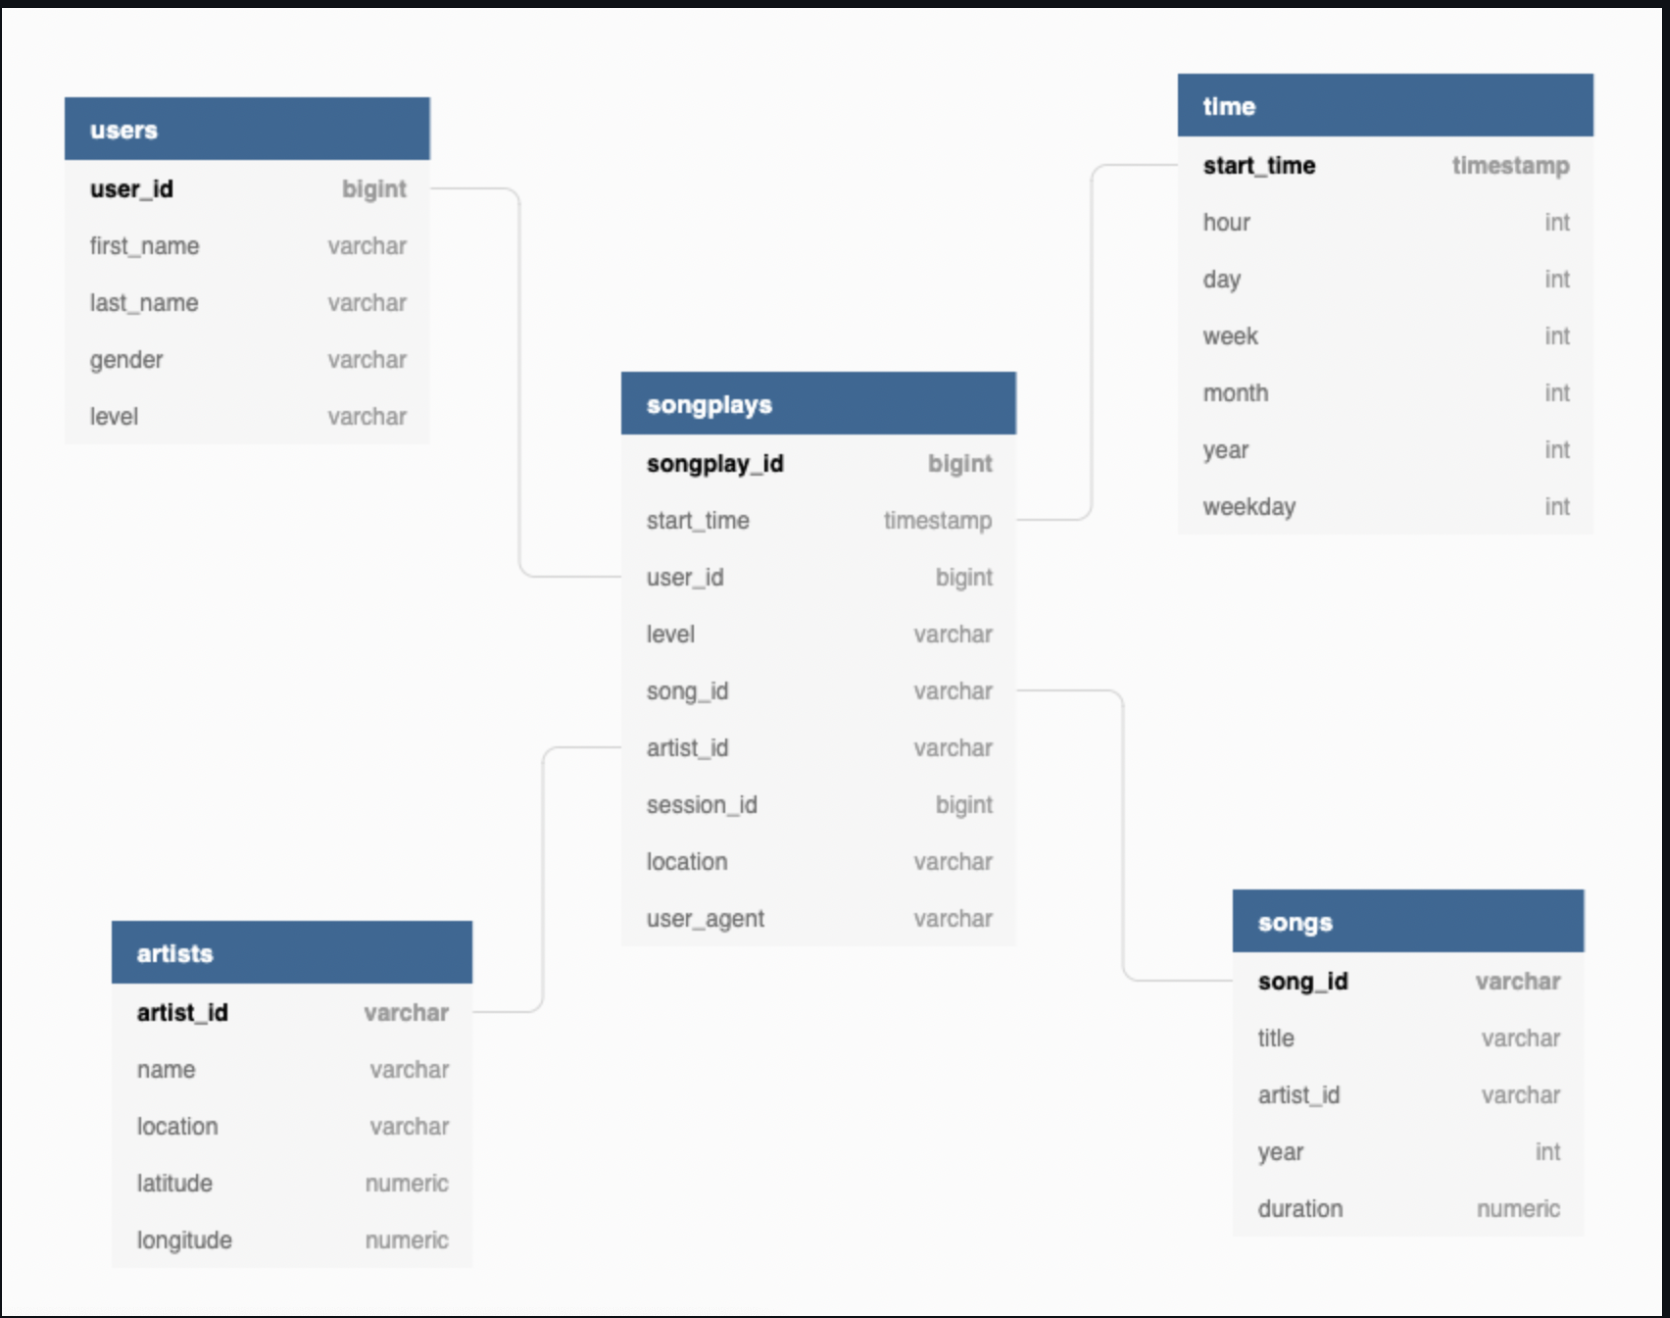 users
user_id bigint
first_name varchar
last_name varchar
gender varchar
level varchar
time
start_time timestamp
hour int
day int
week int
month int
year int
weekday int
songplays
songplay_id bigint
start_time timestamp
user_id bigint
level varchar
song_id varchar
artist_id varchar
session_id bigint
location varchar
user_agent varchar
artists
artist_id varchar
name varchar
location varchar
latitude numeric
longitude numeric
songs
song_id varchar
title varchar
artist_id varchar
year int
duration numeric